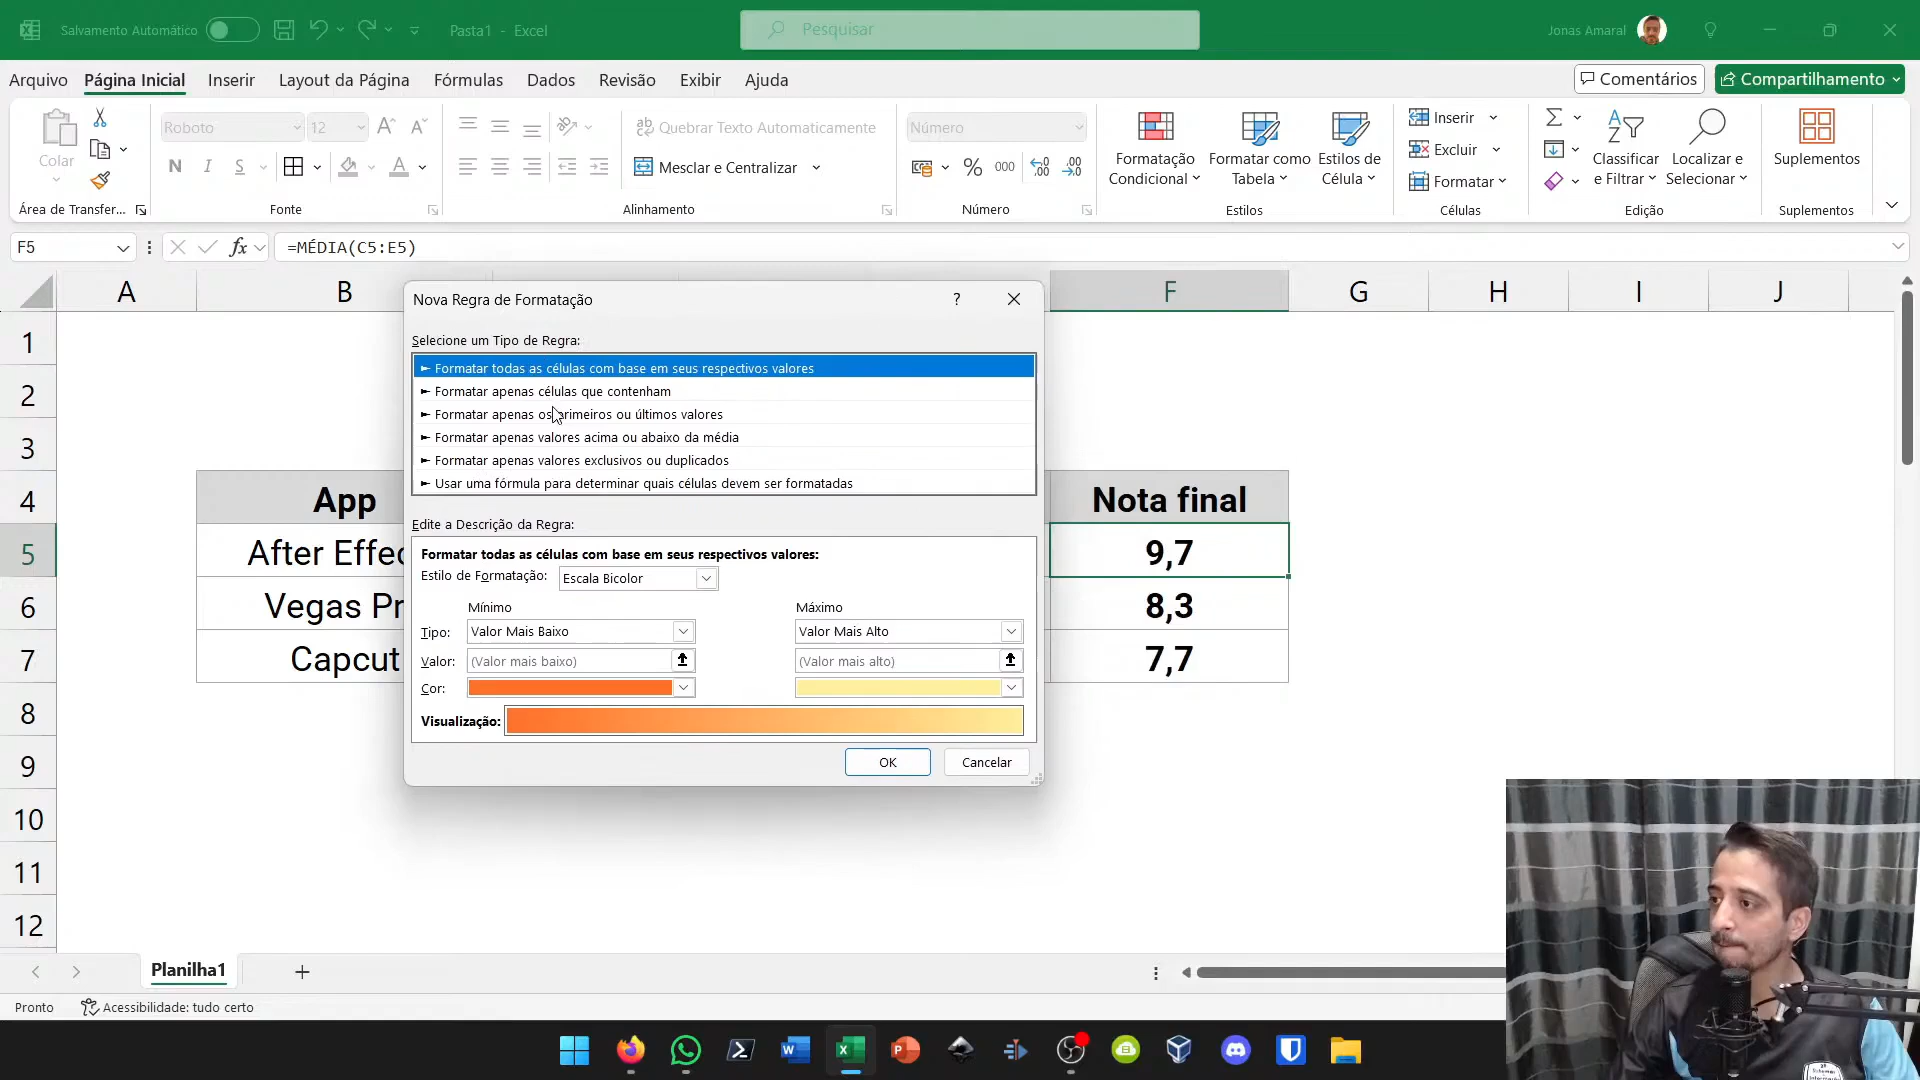 Salvamento Automático
Pasta1 - Excel
Pesquisar
Jonas Amaral
Arquivo
Página Inicial
Inserir
Layout da Página
Fórmulas
Dados
Revisão
Exibir
Ajuda
Comentários
Compartilhamento
Colar
Área de Transfer...
Roboto
12
N I S
Fonte
Quebrar Texto Automaticamente
Mesclar e Centralizar
Alinhamento
Número
% 000
Número
Formatação Condicional
Formatar como Tabela
Estilos de Célula
Estilos
Inserir
Excluir
Formatar
Células
Classificar e Filtrar
Localizar e Selecionar
Edição
Suplementos
Suplementos
F5
fx
=MÉDIA(C5:E5)
A B F G H I J
1
2
3
4 App Nota final
5 After Effec 9,7
6 Vegas Pr 8,3
7 Capcut 7,7
8
9
10
11
12
Nova Regra de Formatação
?
Selecione um Tipo de Regra:
► Formatar todas as células com base em seus respectivos valores
► Formatar apenas células que contenham
► Formatar apenas os primeiros ou últimos valores
► Formatar apenas valores acima ou abaixo da média
► Formatar apenas valores exclusivos ou duplicados
► Usar uma fórmula para determinar quais células devem ser formatadas
Edite a Descrição da Regra:
Formatar todas as células com base em seus respectivos valores:
Estilo de Formatação: Escala Bicolor
Mínimo Máximo
Tipo: Valor Mais Baixo Valor Mais Alto
Valor: (Valor mais baixo) (Valor mais alto)
Cor:
Visualização:
OK Cancelar
Planilha1
Pronto
Acessibilidade: tudo certo